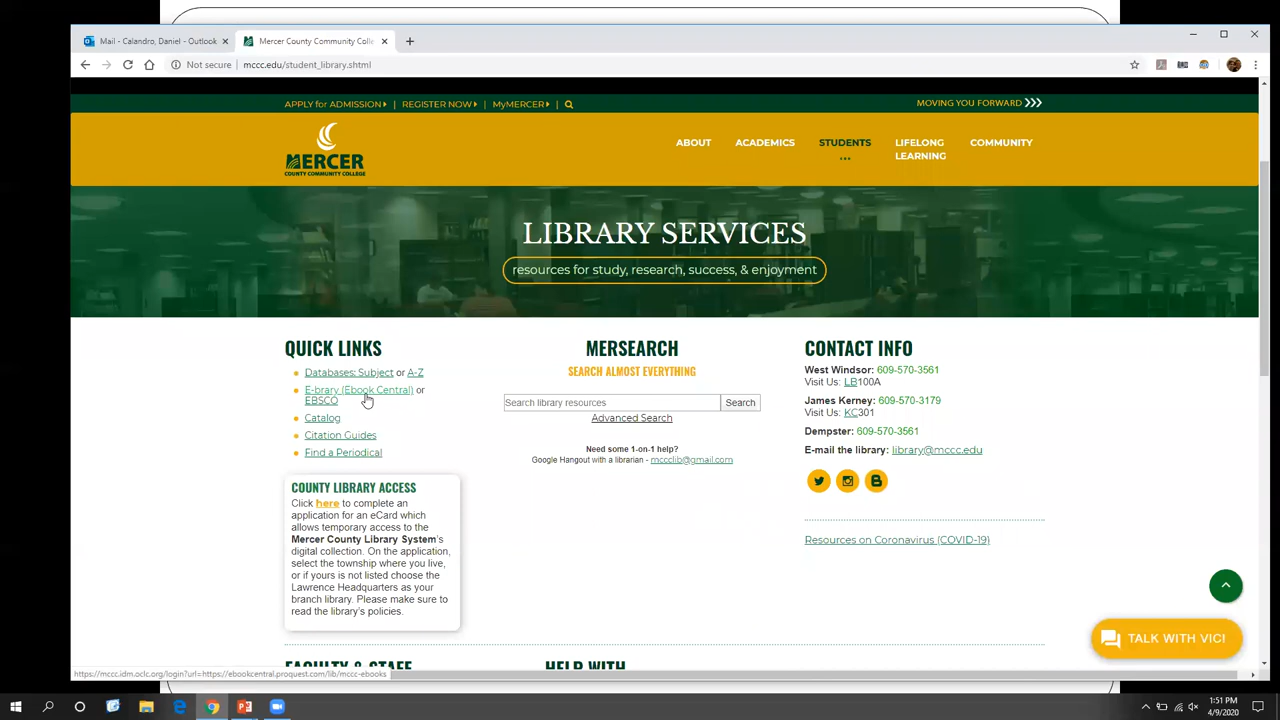 Mail - Calandro, Daniel - Outlook
Mercer County Community Colle
Not secure | mccc.edu/student_library.shtml
APPLY for ADMISSION | REGISTER NOW | MyMERCER |
MOVING YOU FORWARD
MERCER
COUNTY COMMUNITY COLLEGE
ABOUT ACADEMICS STUDENTS LIFELONG LEARNING COMMUNITY
LIBRARY SERVICES
resources for study, research, success, & enjoyment
QUICK LINKS
Databases: Subject or A-Z
E-brary (Ebook Central) or
EBSCO
Catalog
Citation Guides
Find a Periodical
COUNTY LIBRARY ACCESS
Click here to complete an
application for an eCard which
allows temporary access to the
Mercer County Library System's
digital collection. On the application,
select the township where you live,
or if yours is not listed choose the
Lawrence Headquarters as your
branch library. Please make sure to
read the library's policies.
MERSEARCH
SEARCH ALMOST EVERYTHING
Search library resources Search
Advanced Search
Need some 1-on-1 help?
Google Hangout with a librarian - mccclib@gmail.com
CONTACT INFO
West Windsor: 609-570-3561
Visit Us: LB100A
James Kerney: 609-570-3179
Visit Us: KC301
Dempster: 609-570-3561
E-mail the library: library@mccc.edu
Resources on Coronavirus (COVID-19)
TALK WITH VIC!
FACULTY & STAFF
HELP WITH
https://mccc.idm.oclc.org/login?url=https://ebookcentral.proquest.com/lib/mccc-ebooks
1:51 PM
4/9/2020